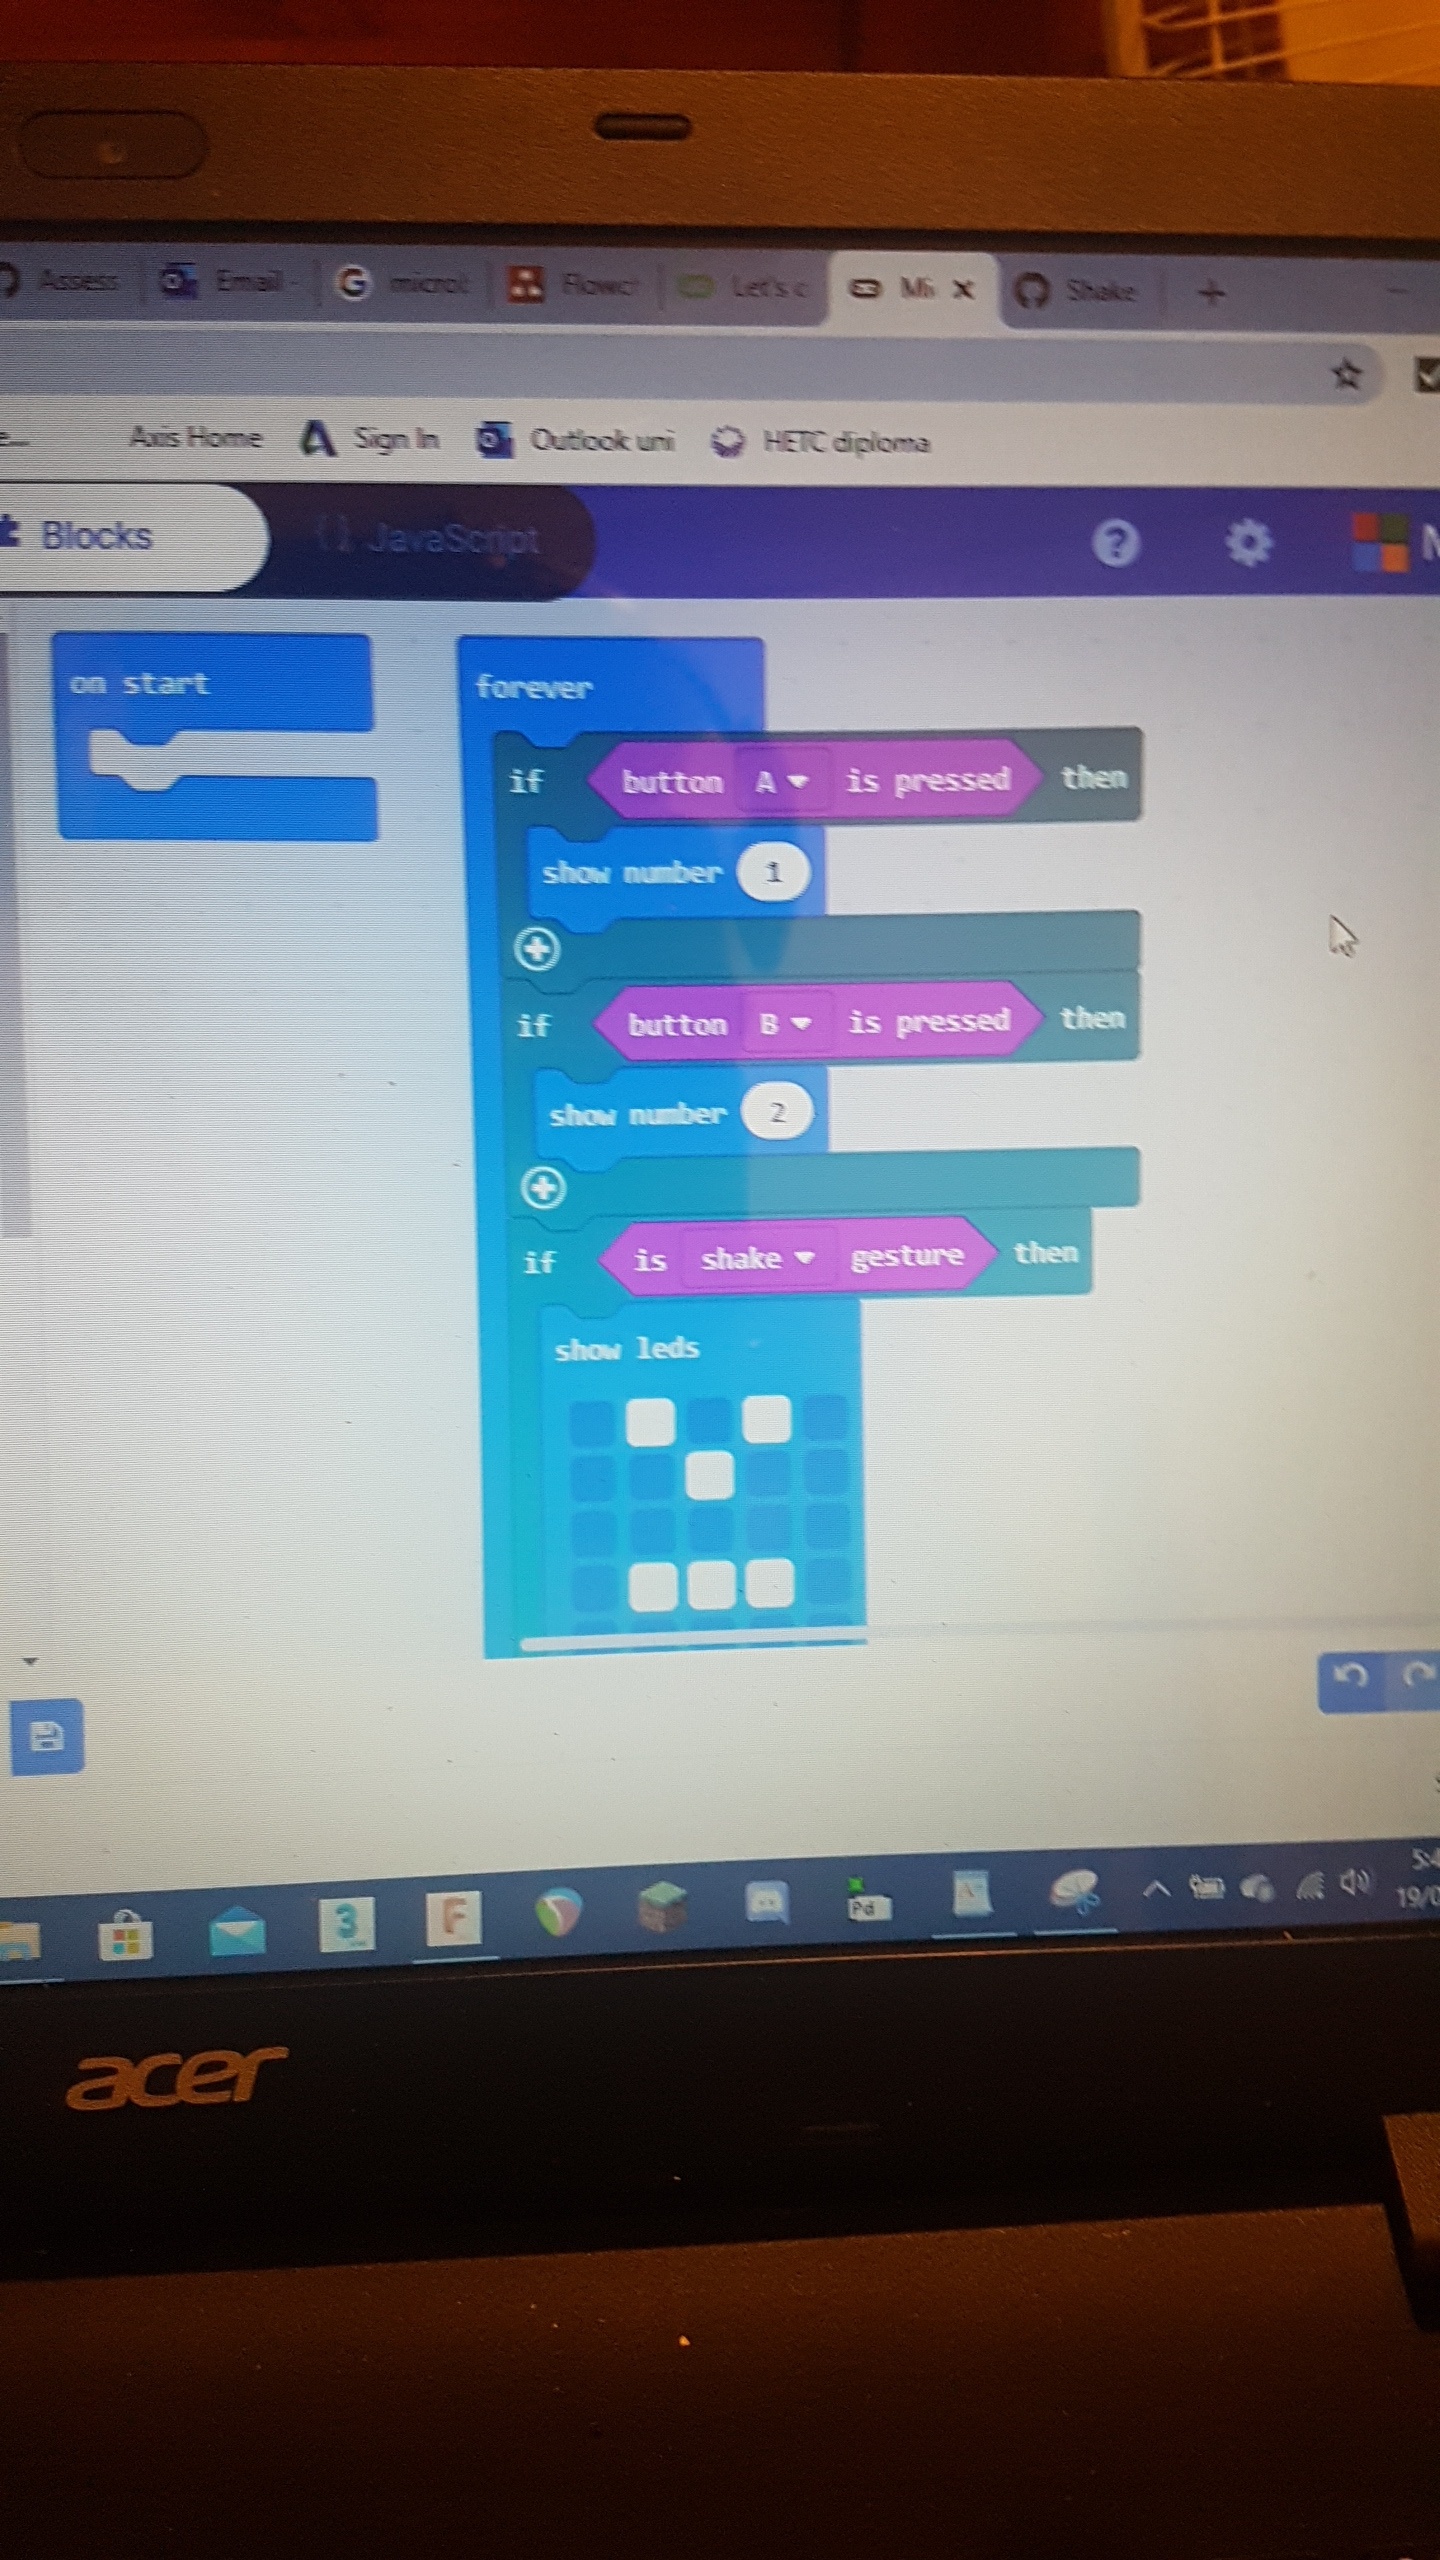 Assess Email Flowc Let's c Mi Shake
Axis Home Sign In Outlook uni HETC diploma
Blocks {} JavaScript
on start
forever
if button A is pressed then
show number 1
if button B is pressed then
show number 2
if is shake gesture then
show leds
3 F Pd
19/0
acer